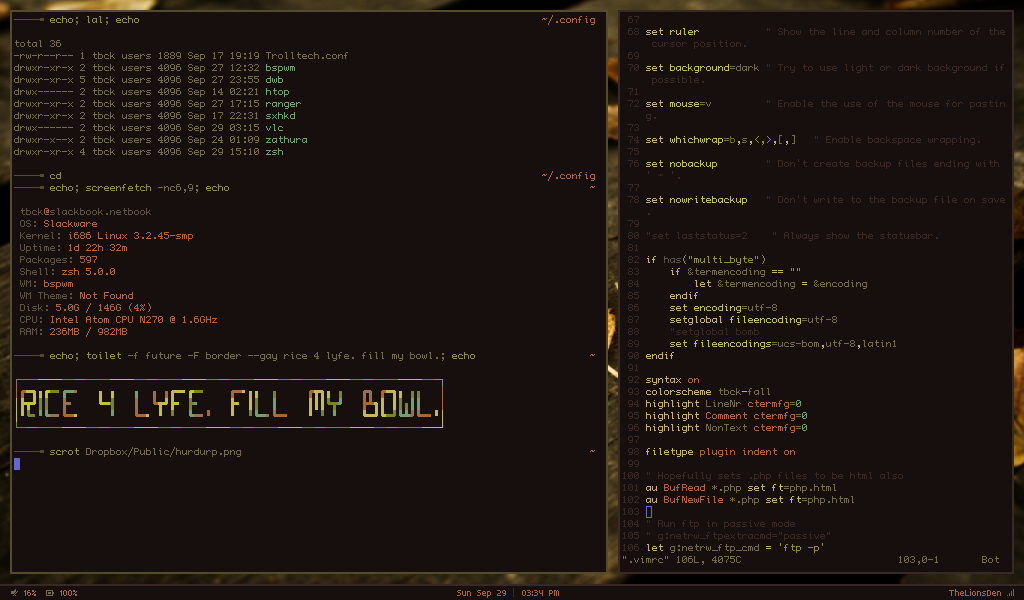 echo; lal; echo ~/.config
total 36
-rw-r--r-- 1 tbck users 1889 Sep 17 19:19 Trolltech.conf
drwxr-xr-x 2 tbck users 4096 Sep 27 12:32 bspwm
drwxr-xr-x 5 tbck users 4096 Sep 27 23:55 dwb
drwx------ 2 tbck users 4096 Sep 14 02:21 htop
drwxr-xr-x 2 tbck users 4096 Sep 27 17:15 ranger
drwxr-xr-x 2 tbck users 4096 Sep 17 22:31 sxhkd
drwx------ 2 tbck users 4096 Sep 29 03:15 vlc
drwxr-xr-x 2 tbck users 4096 Sep 24 01:09 zathura
drwxr-xr-x 4 tbck users 4096 Sep 29 15:10 zsh
cd ~/.config
echo; screenfetch -nc6,9; echo ~
tbck@slackbook.netbook
OS: Slackware
Kernel: i686 Linux 3.2.45-smp
Uptime: 1d 22h 32m
Packages: 597
Shell: zsh 5.0.0
WM: bspwm
WM Theme: Not Found
Disk: 5.0G / 146G (4%)
CPU: Intel Atom CPU N270 @ 1.6GHz
RAM: 236MB / 982MB
echo; toilet -f future -F border --gay rice 4 lyfe. fill my bowl.; echo ~
RICE 4 LYFE. FILL MY BOWL.
scrot Dropbox/Public/hurdurp.png ~
67
68 set ruler " Show the line and column number of the
cursor position.
69
70 set background=dark " Try to use light or dark background if
possible.
71
72 set mouse=v " Enable the use of the mouse for pastin
g.
73
74 set whichwrap=b,s,<,>,[,] " Enable backspace wrapping.
75
76 set nobackup " Don't create backup files ending with
'~'.
77
78 set nowritebackup " Don't write to the backup file on save
.
79
80 "set laststatus=2 " Always show the statusbar.
81
82 if has("multi_byte")
83 if &termencoding == ""
84 let &termencoding = &encoding
85 endif
86 set encoding=utf-8
87 setglobal fileencoding=utf-8
88 "setglobal bomb
89 set fileencodings=ucs-bom,utf-8,latin1
90 endif
91
92 syntax on
93 colorscheme tbck-fall
94 highlight LineNr ctermfg=0
95 highlight Comment ctermfg=0
96 highlight NonText ctermfg=0
97
98 filetype plugin indent on
99
100 " Hopefully sets .php files to be html also
101 au BufRead *.php set ft=php.html
102 au BufNewFile *.php set ft=php.html
103
104 " Run ftp in passive mode
105 " g:netrw_ftpextracmd="passive"
106 let g:netrw_ftp_cmd = 'ftp -p'
".vimrc" 106L, 4075C 103,0-1 Bot
16% 100% Sun Sep 29 | 03:34 PM TheLionsDen